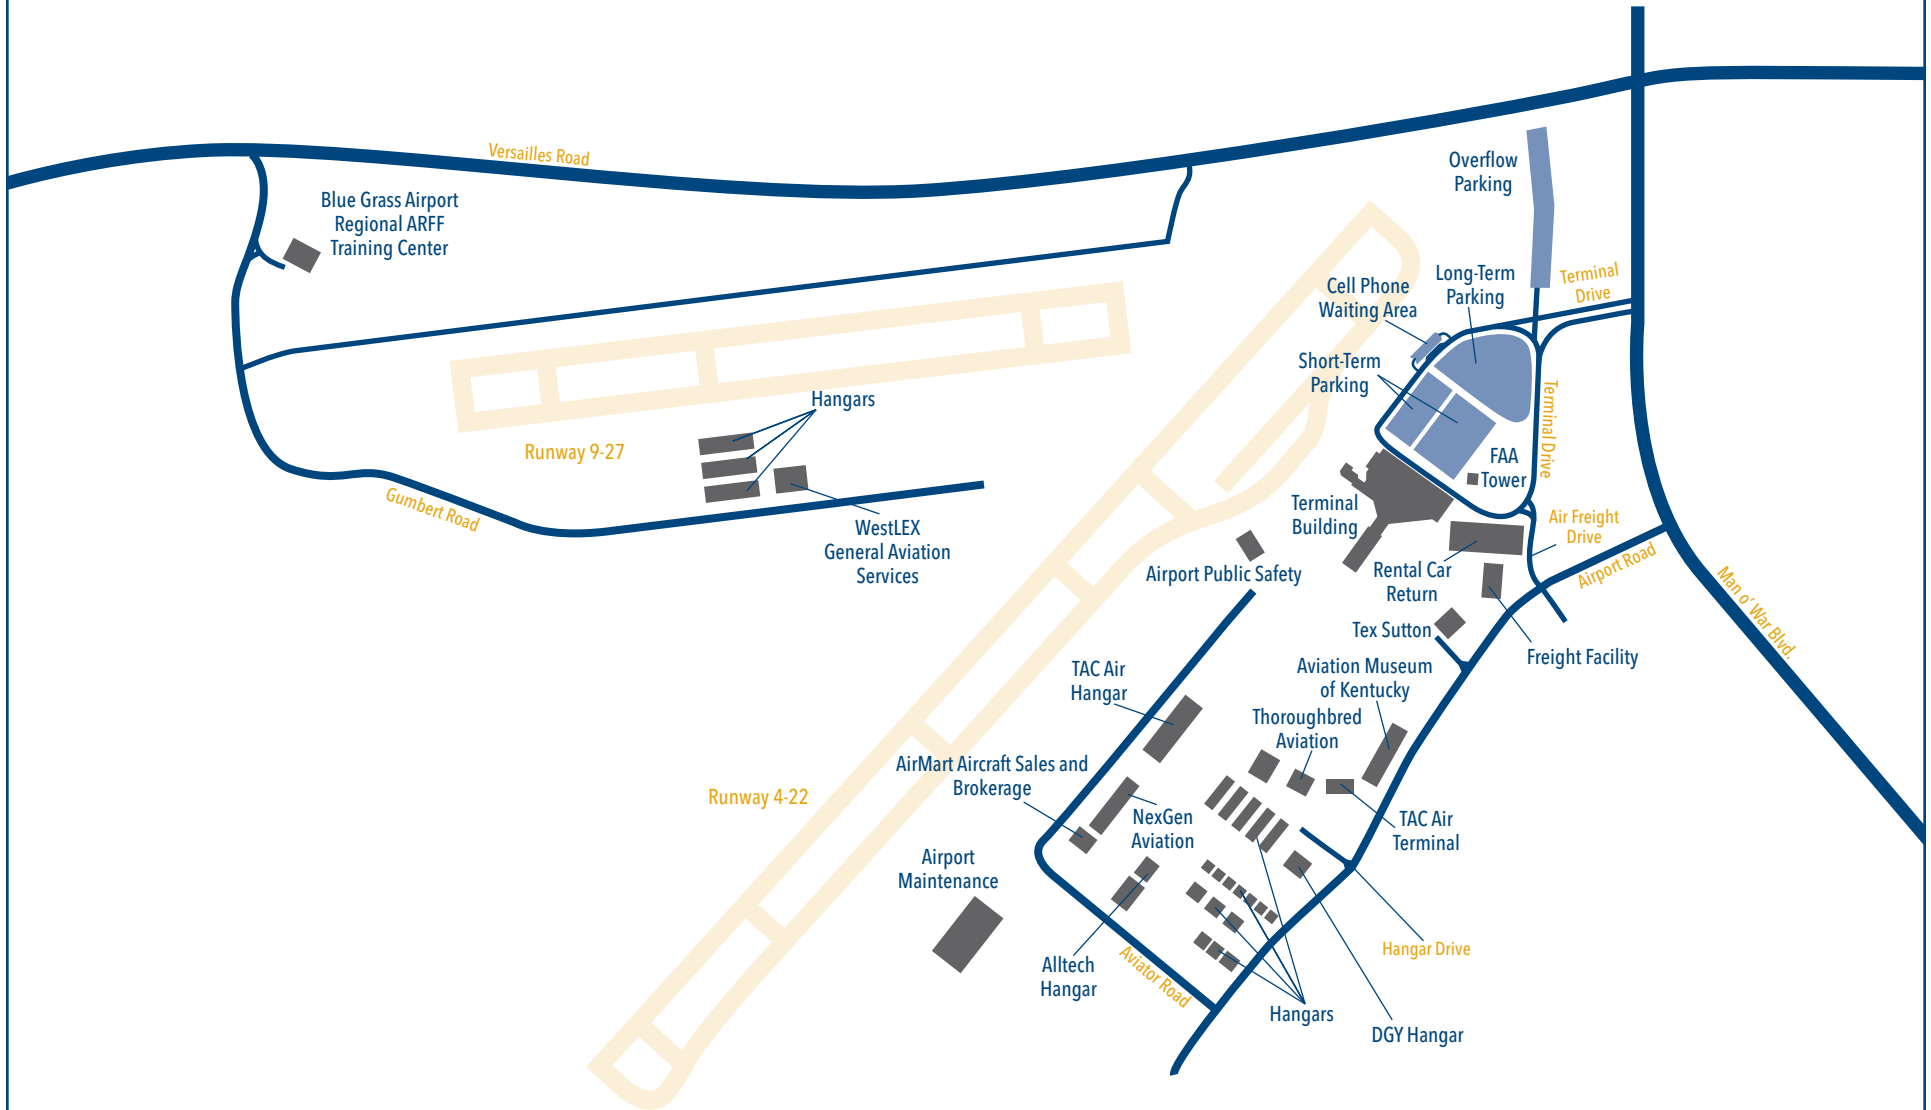 Versailles Road
Blue Grass Airport
Regional ARFF
Training Center
Overflow
Parking
Cell Phone
Waiting Area
Long-Term
Parking
Terminal
Drive
Short-Term
Parking
Terminal Drive
Hangars
Runway 9-27
Gumbert Road
WestLEX
General Aviation
Services
FAA
Tower
Terminal
Building
Air Freight
Drive
Airport Road
Airport Public Safety
Rental Car
Return
Man o' War Blvd.
Tex Sutton
Freight Facility
TAC Air
Hangar
Aviation Museum
of Kentucky
Thoroughbred
Aviation
AirMart Aircraft Sales and
Brokerage
Runway 4-22
NexGen
Aviation
TAC Air
Terminal
Airport
Maintenance
Alltech
Hangar
Aviator Road
Hangar Drive
Hangars
DGY Hangar